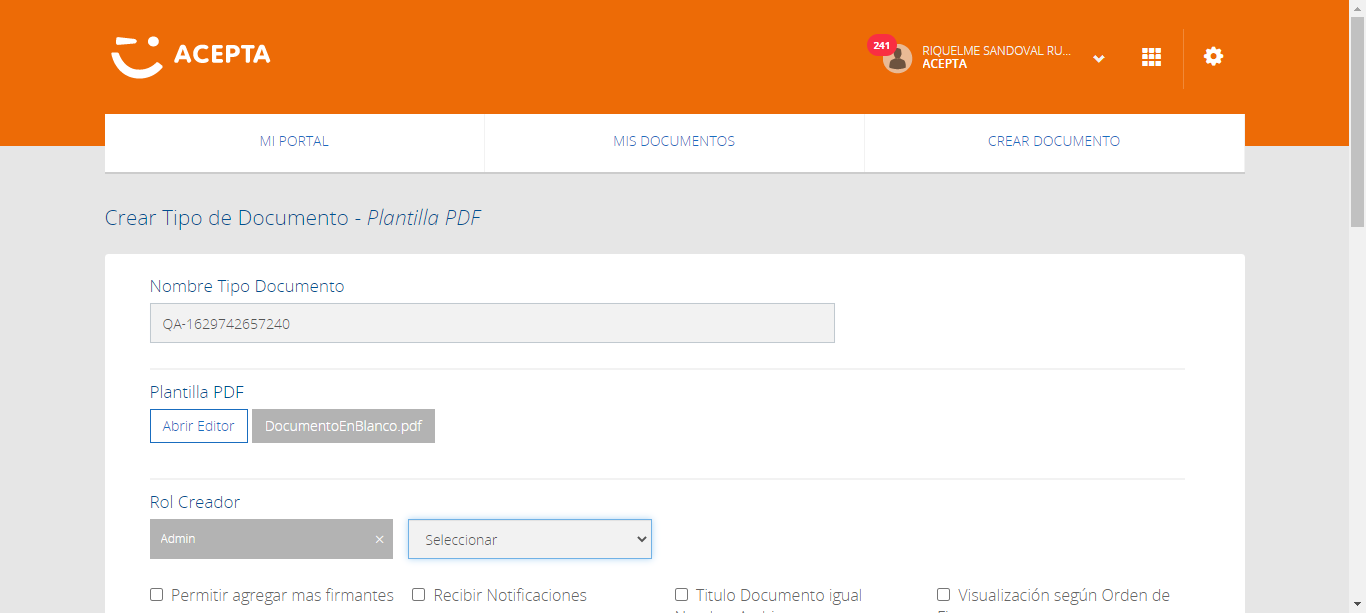 ACEPTA
241
RIQUELME SANDOVAL RU...
ACEPTA
MI PORTAL
MIS DOCUMENTOS
CREAR DOCUMENTO
Crear Tipo de Documento - Plantilla PDF
Nombre Tipo Documento
QA-1629742657240
Plantilla PDF
Abrir Editor
DocumentoEnBlanco.pdf
Rol Creador
Admin ×
Seleccionar
Permitir agregar mas firmantes
Recibir Notificaciones
Titulo Documento igual
Visualización según Orden de